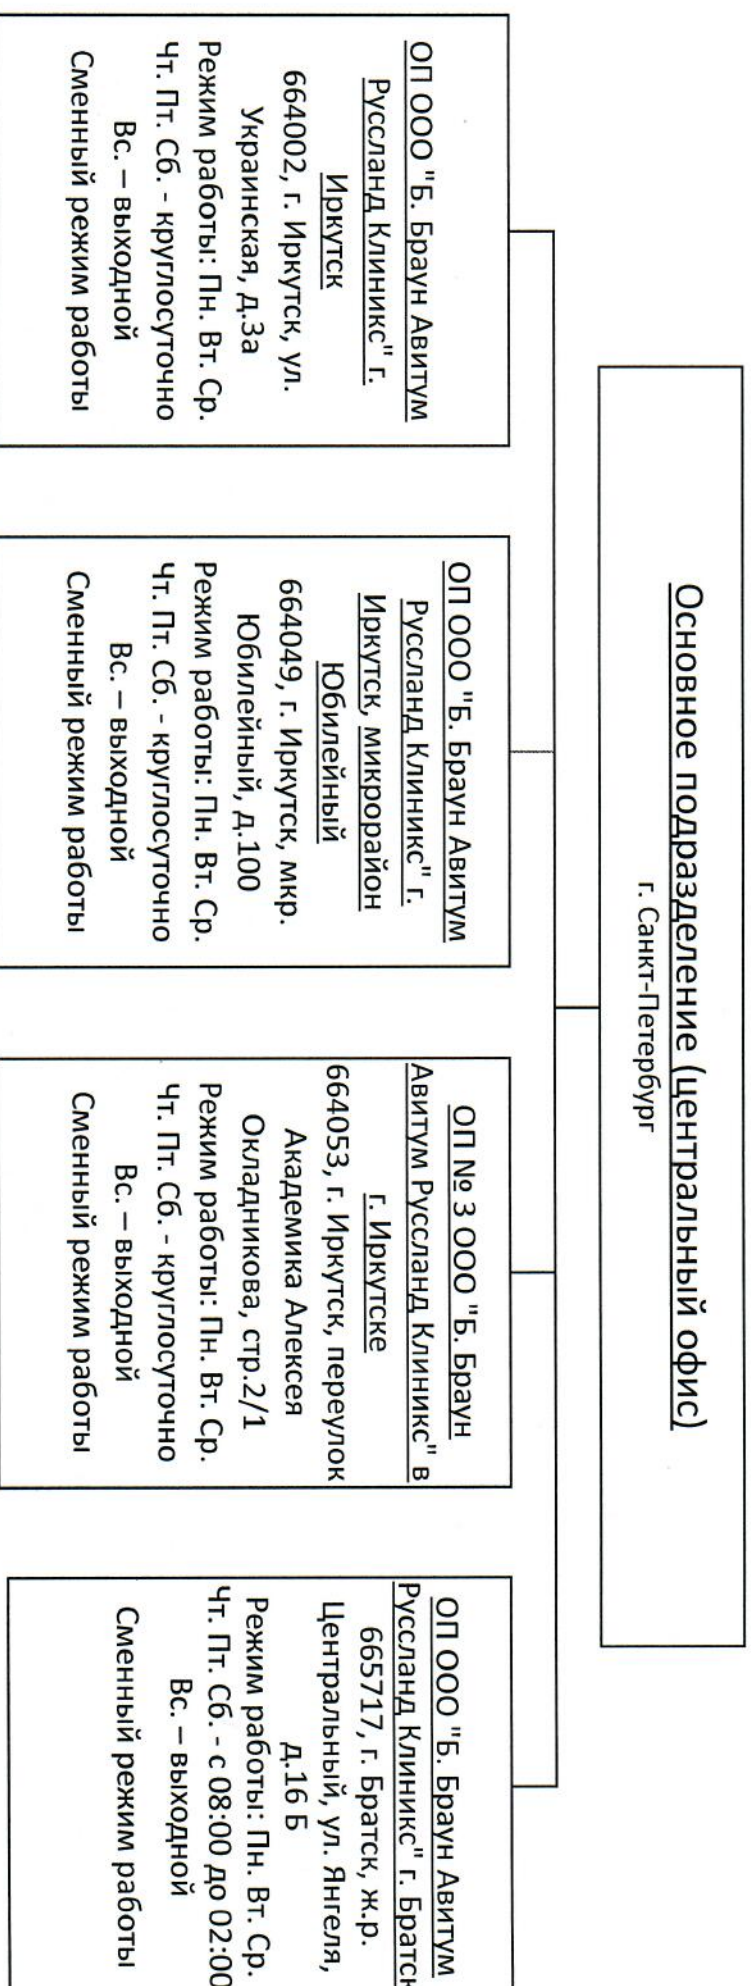 Основное подразделение (центральный офис)
г. Санкт-Петербург
ОП ООО "Б. Браун Авитум
Руссланд Клиникс" г.
Иркутск
664002, г. Иркутск, ул.
Украинская, д.3а
Режим работы: Пн. Вт. Ср.
Чт. Пт. Сб. - круглосуточно
Вс. – выходной
Сменный режим работы
ОП ООО "Б. Браун Авитум
Руссланд Клиникс" г.
Иркутск, микрорайон
Юбилейный
664049, г. Иркутск, мкр.
Юбилейный, д.100
Режим работы: Пн. Вт. Ср.
Чт. Пт. Сб. - круглосуточно
Вс. – выходной
Сменный режим работы
ОП № 3 ООО "Б. Браун
Авитум Руссланд Клиникс" в
г. Иркутске
664053, г. Иркутск, переулок
Академика Алексея
Окладникова, стр.2/1
Режим работы: Пн. Вт. Ср.
Чт. Пт. Сб. - круглосуточно
Вс. – выходной
Сменный режим работы
ОП ООО "Б. Браун Авитум
Руссланд Клиникс" г. Братск
665717, г. Братск, ж.р.
Центральный, ул. Янгеля,
д.16 Б
Режим работы: Пн. Вт. Ср.
Чт. Пт. Сб. - с 08:00 до 02:00
Вс. – выходной
Сменный режим работы